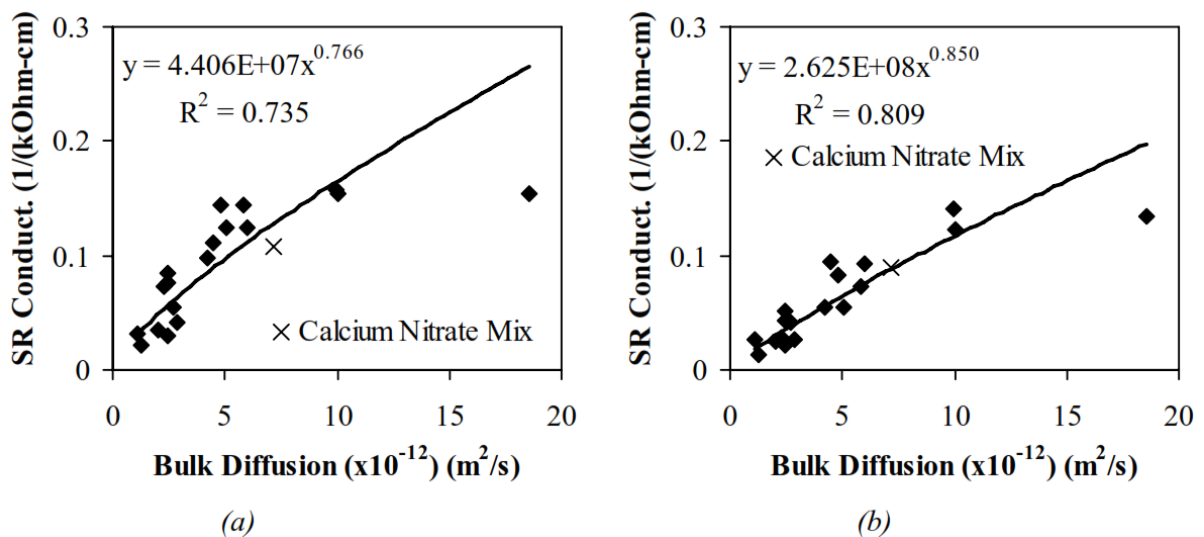 SR Conduct. (1/(kOhm-cm)
0.3
0.2
0.1
0
y = 4.406E+07x^0.766
R^2 = 0.735
× Calcium Nitrate Mix
0 5 10 15 20
Bulk Diffusion (x10^-12) (m^2/s)
(a)
SR Conduct. (1/(kOhm-cm)
0.3
0.2
0.1
0
y = 2.625E+08x^0.850
R^2 = 0.809
× Calcium Nitrate Mix
0 5 10 15 20
Bulk Diffusion (x10^-12) (m^2/s)
(b)